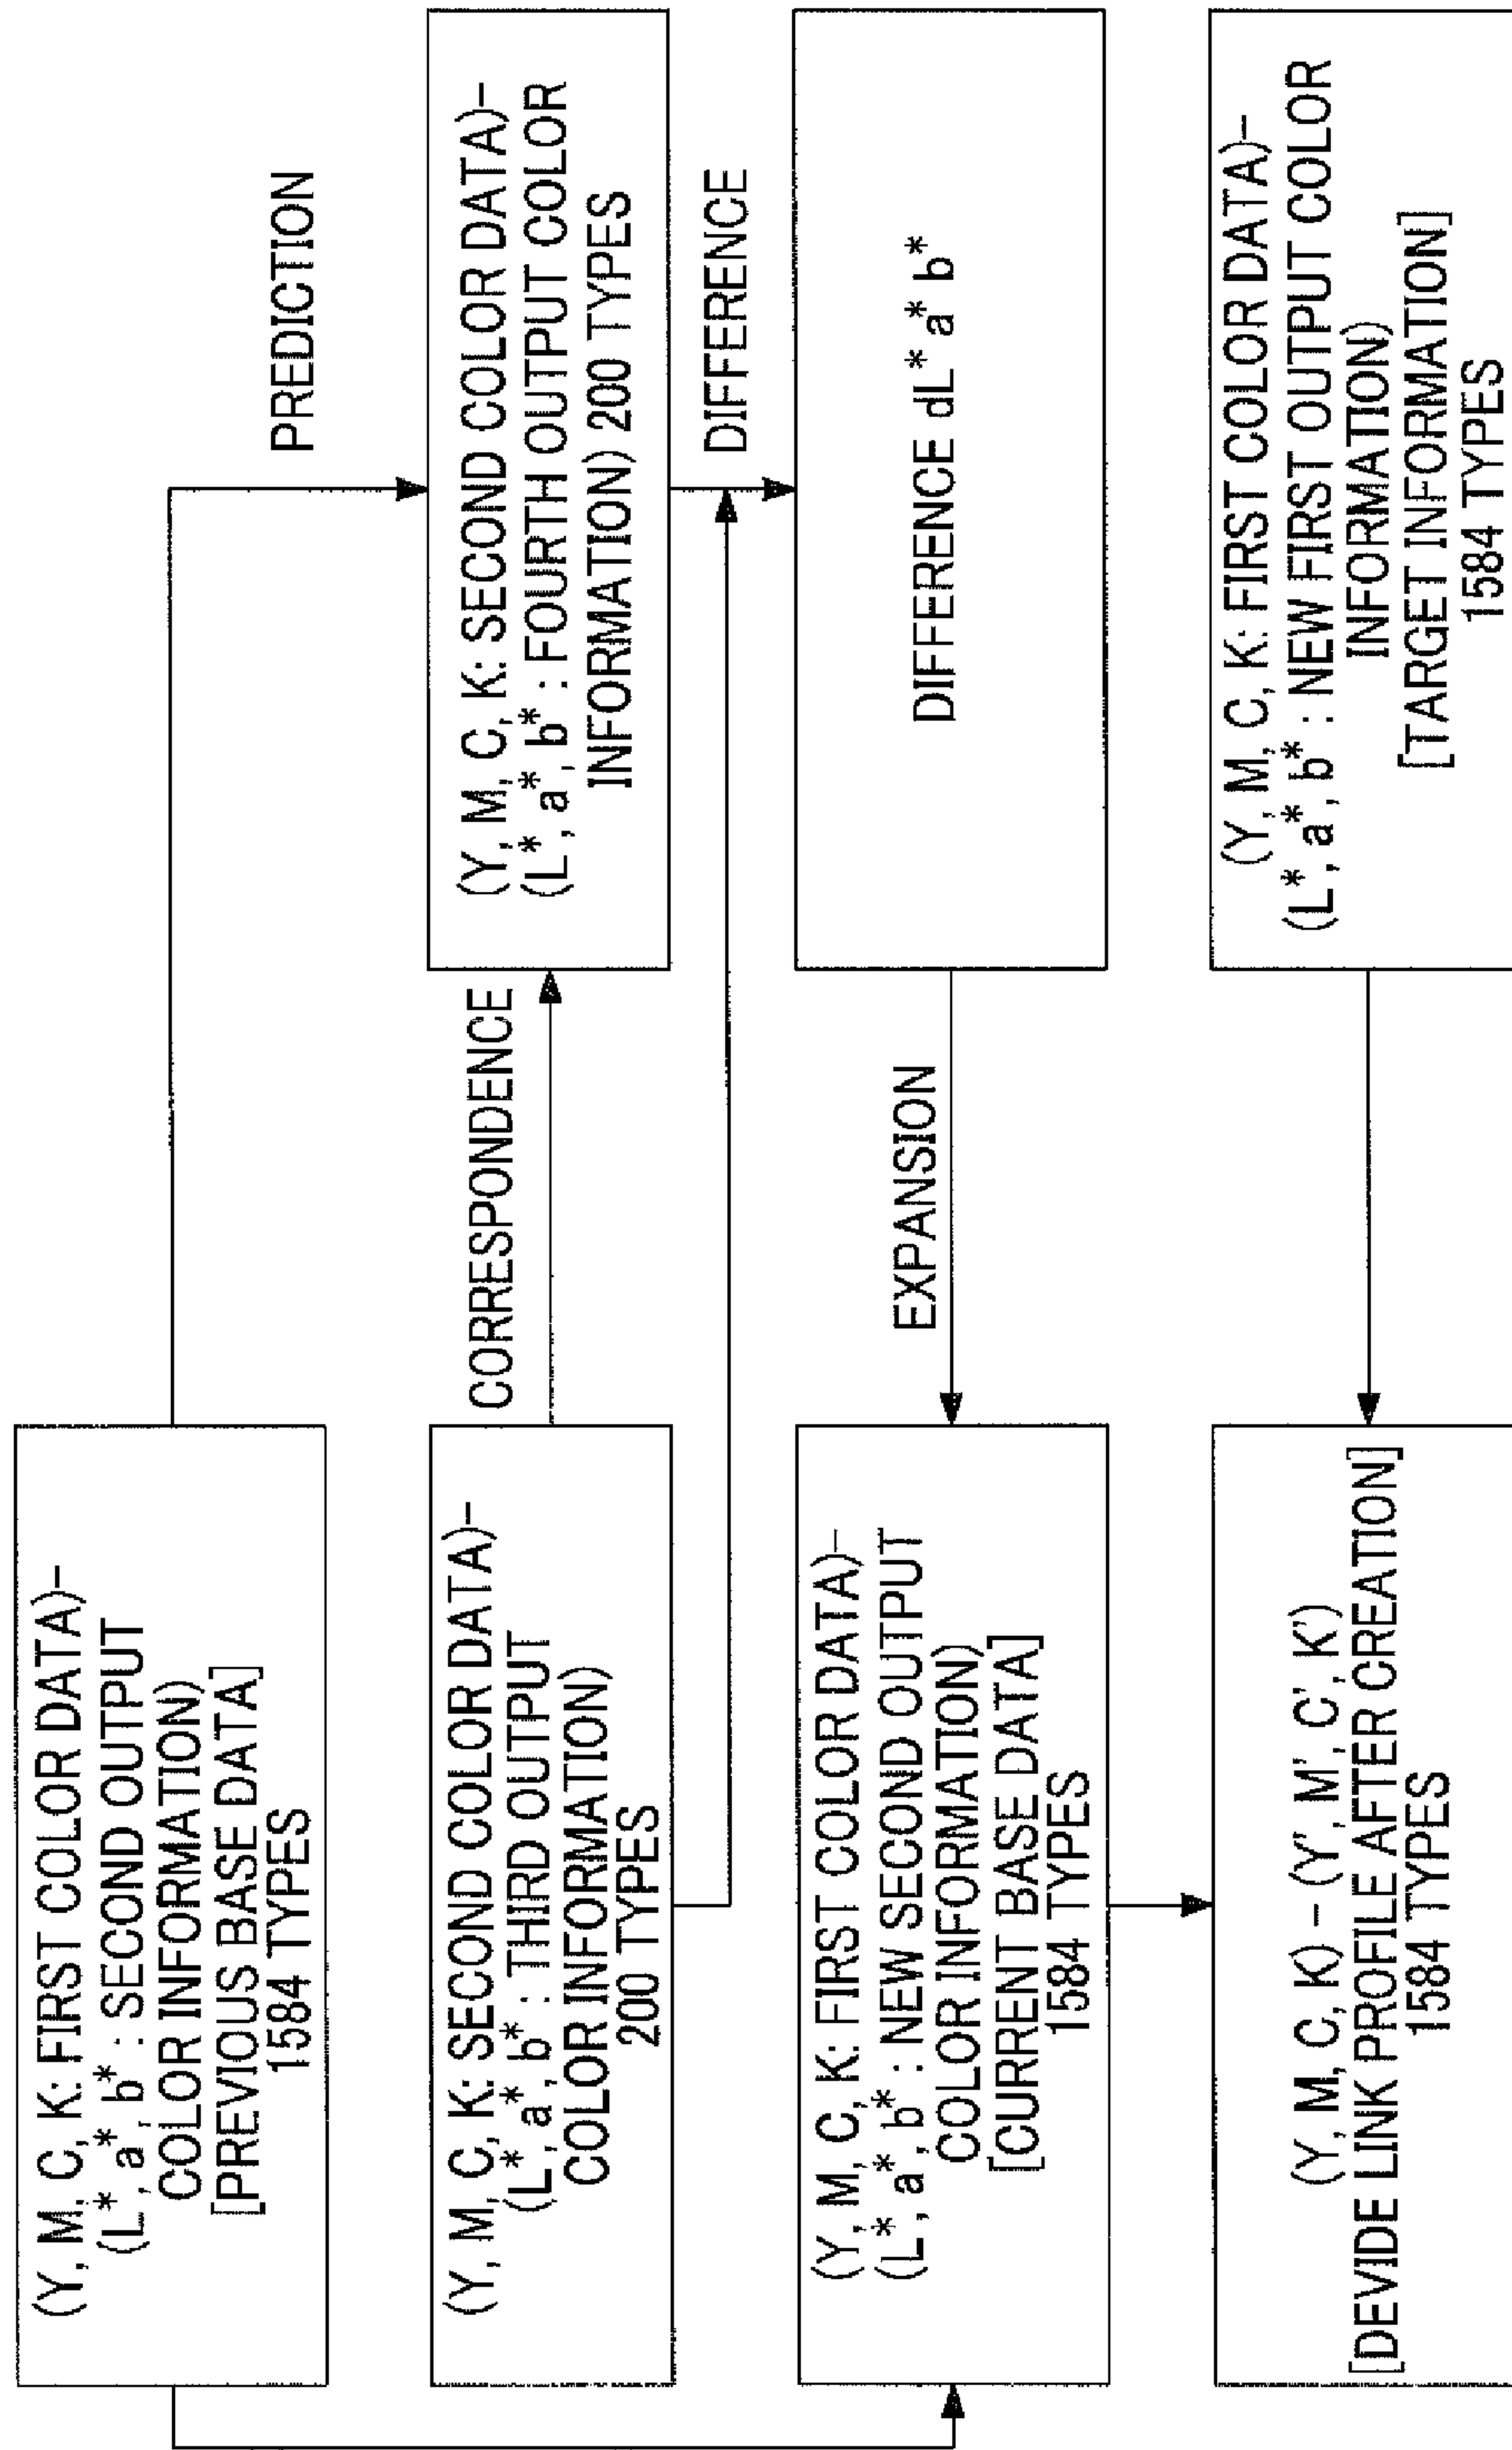 (Y, M, C, K: FIRST COLOR DATA)–
(L*, a*, b* : SECOND OUTPUT
COLOR INFORMATION)
[PREVIOUS BASE DATA]
1584 TYPES
PREDICTION
(Y, M, C, K: SECOND COLOR DATA)–
(L*, a*, b* : THIRD OUTPUT
COLOR INFORMATION)
200 TYPES
CORRESPONDENCE
(Y, M, C, K: SECOND COLOR DATA)–
(L*, a*, b* : FOURTH OUTPUT COLOR
INFORMATION) 200 TYPES
DIFFERENCE
(Y, M, C, K: FIRST COLOR DATA)–
(L*, a*, b* : NEW SECOND OUTPUT
COLOR INFORMATION)
[CURRENT BASE DATA]
1584 TYPES
EXPANSION
DIFFERENCE dL* a* b*
(Y, M, C, K) – (Y', M', C', K')
[DEVIDE LINK PROFILE AFTER CREATION]
1584 TYPES
(Y, M, C, K: FIRST COLOR DATA)–
(L*, a*, b* : NEW FIRST OUTPUT COLOR
INFORMATION)
[TARGET INFORMATION]
1584 TYPES